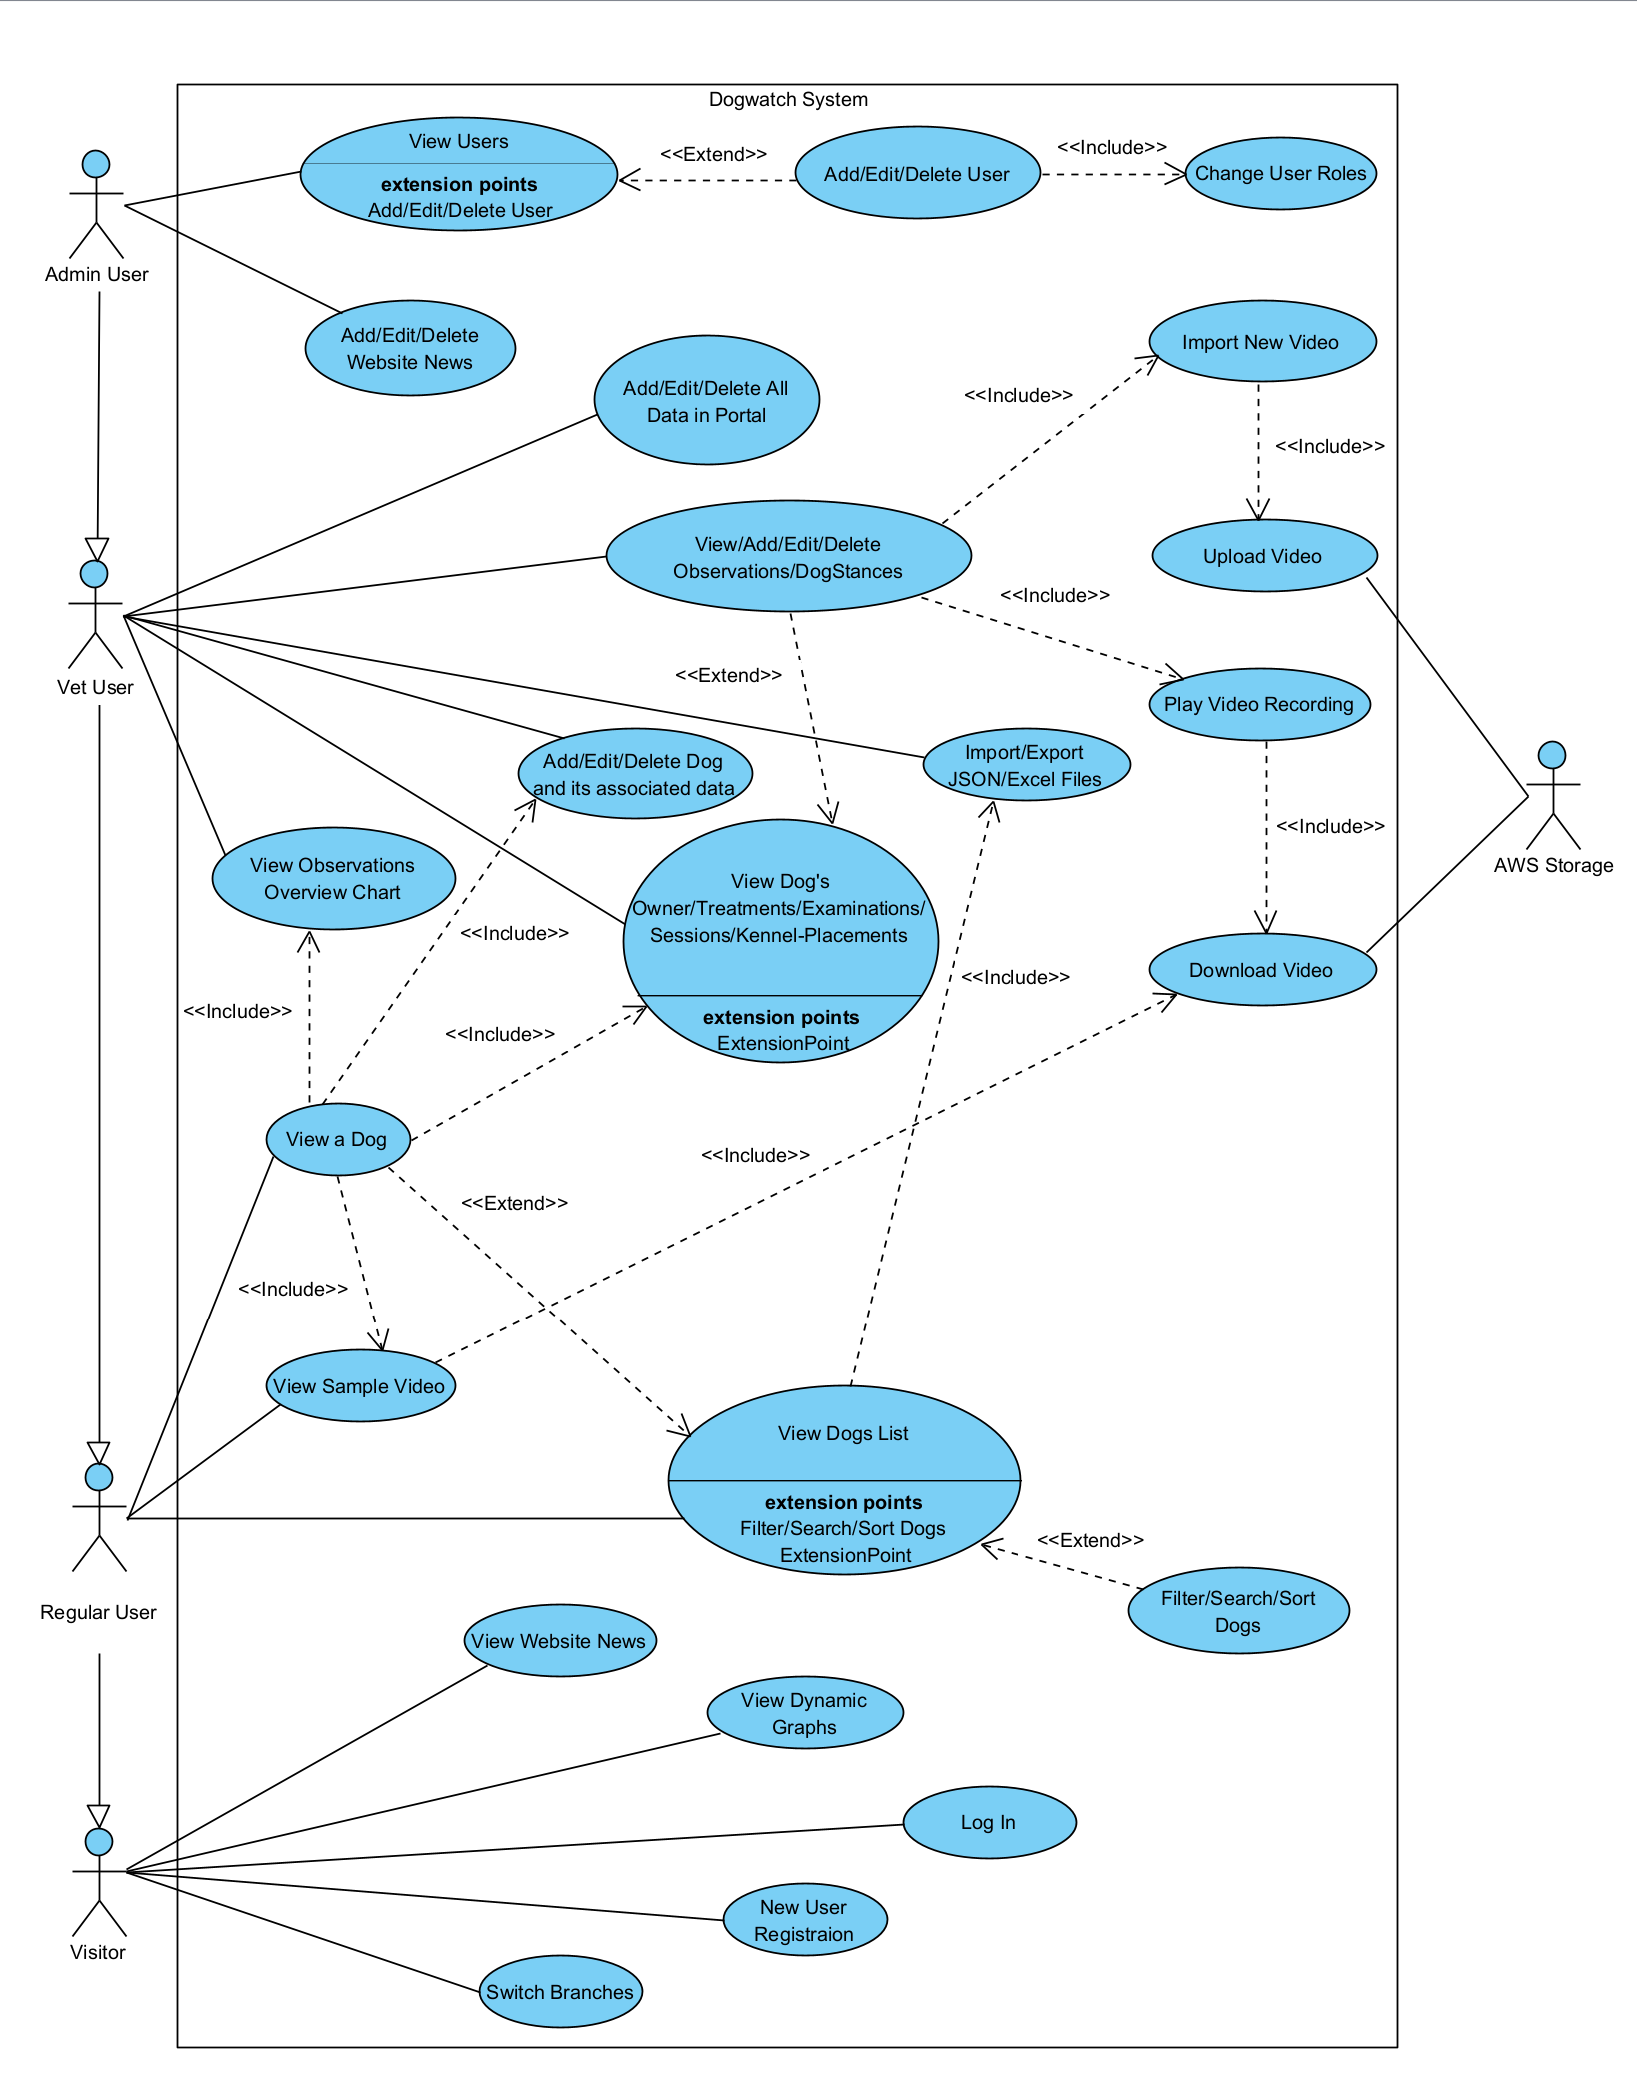 Dogwatch System
View Users
extension points
Add/Edit/Delete User
<<Extend>>
Add/Edit/Delete User
<<Include>>
Change User Roles
Admin User
Add/Edit/Delete
Website News
Add/Edit/Delete All
Data in Portal
Import New Video
<<Include>>
<<Include>>
View/Add/Edit/Delete
Observations/DogStances
Upload Video
<<Include>>
<<Extend>>
Vet User
Play Video Recording
Add/Edit/Delete Dog
and its associated data
Import/Export
JSON/Excel Files
<<Include>>
AWS Storage
View Observations
Overview Chart
View Dog's
Owner/Treatments/Examinations/
Sessions/Kennel-Placements
extension points
ExtensionPoint
<<Include>>
<<Include>>
Download Video
<<Include>>
<<Include>>
View a Dog
<<Include>>
<<Extend>>
<<Include>>
View Sample Video
View Dogs List
extension points
Filter/Search/Sort Dogs
ExtensionPoint
<<Extend>>
Filter/Search/Sort
Dogs
Regular User
View Website News
View Dynamic
Graphs
Log In
New User
Registraion
Visitor
Switch Branches